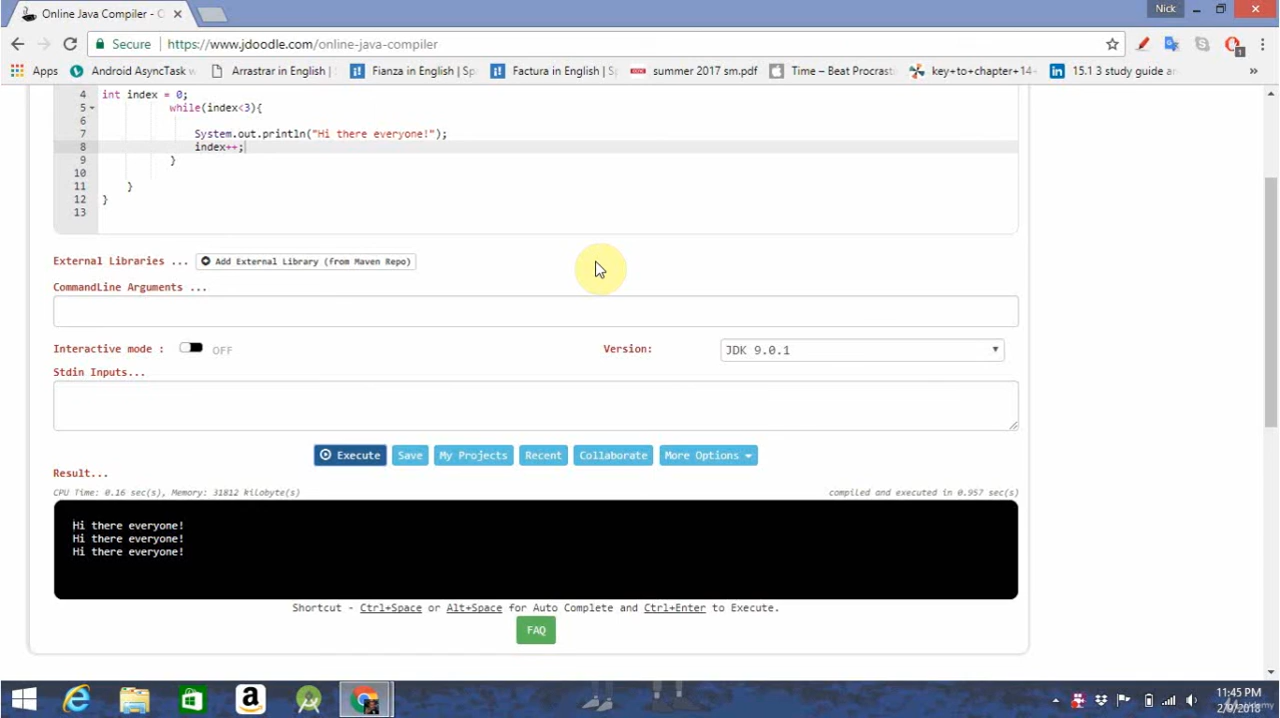 Online Java Compiler - O
Nick
Secure https://www.jdoodle.com/online-java-compiler
1
Apps Android AsyncTask w Arrastrar in English | Fianza in English | Sp Factura in English | S summer 2017 sm.pdf Time – Beat Procrast key+to+chapter+14- 15.1 3 study guide an »
4 int index = 0;
5 while(index<3){
6
7 System.out.println("Hi there everyone!");
8 index++;
9 }
10
11 }
12 }
13
External Libraries ... Add External Library (from Maven Repo)
CommandLine Arguments ...
Interactive mode : OFF Version: JDK 9.0.1
Stdin Inputs...
Execute Save My Projects Recent Collaborate More Options
Result...
CPU Time: 0.16 sec(s), Memory: 31812 kilobyte(s) compiled and executed in 0.957 sec(s)
Hi there everyone!
Hi there everyone!
Hi there everyone!
Shortcut - Ctrl+Space or Alt+Space for Auto Complete and Ctrl+Enter to Execute.
FAQ
11:45 PM